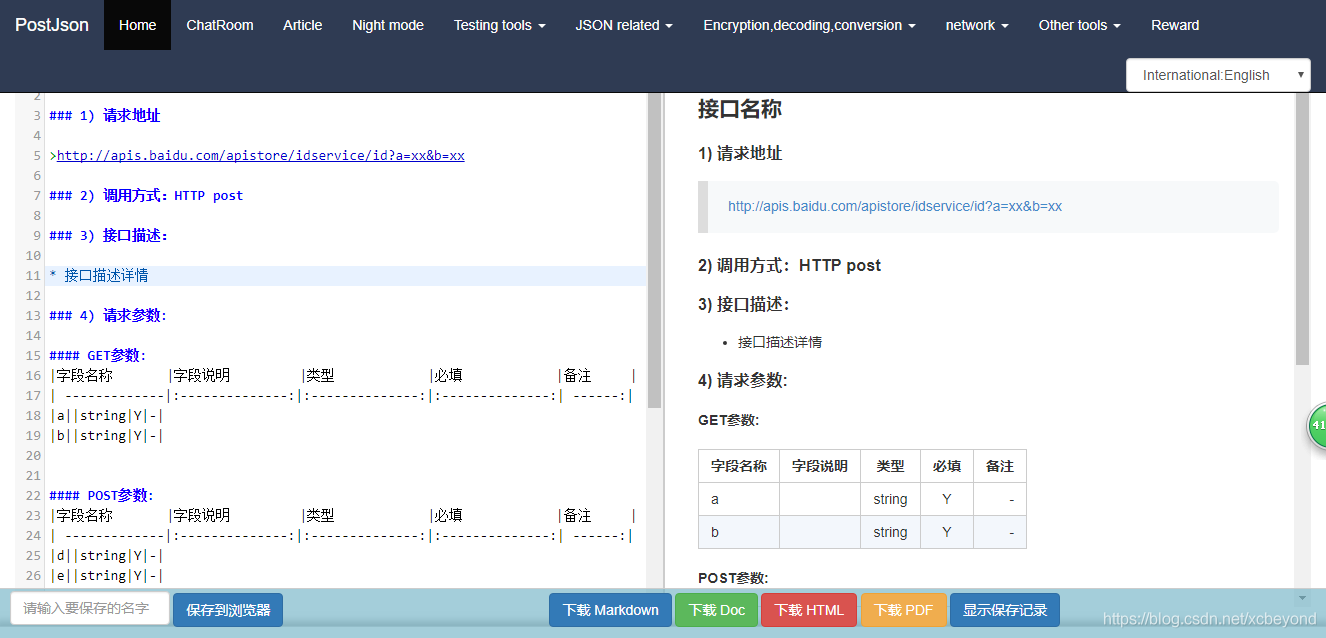 PostJson Home ChatRoom Article Night mode Testing tools JSON related Encryption,decoding,conversion network Other tools Reward
International:English
2
3 ### 1) 请求地址
4
5 >http://apis.baidu.com/apistore/idservice/id?a=xx&b=xx
6
7 ### 2) 调用方式：HTTP post
8
9 ### 3) 接口描述：
10
11 * 接口描述详情
12
13 ### 4) 请求参数:
14
15 #### GET参数:
16 |字段名称 |字段说明 |类型 |必填 |备注 |
17 | -------------|:--------------:|:--------------:|:--------------:| ------:|
18 |a||string|Y|-|
19 |b||string|Y|-|
20
21
22 #### POST参数:
23 |字段名称 |字段说明 |类型 |必填 |备注 |
24 | -------------|:--------------:|:--------------:|:--------------:| ------:|
25 |d||string|Y|-|
26 |e||string|Y|-|
接口名称
1) 请求地址
http://apis.baidu.com/apistore/idservice/id?a=xx&b=xx
2) 调用方式：HTTP post
3) 接口描述：
• 接口描述详情
4) 请求参数:
GET参数:
字段名称 字段说明 类型 必填 备注
a string Y -
b string Y -
POST参数:
41
请输入要保存的名字 保存到浏览器 下载 Markdown 下载 Doc 下载 HTML 下载 PDF 显示保存记录
https://blog.csdn.net/xcbeyond